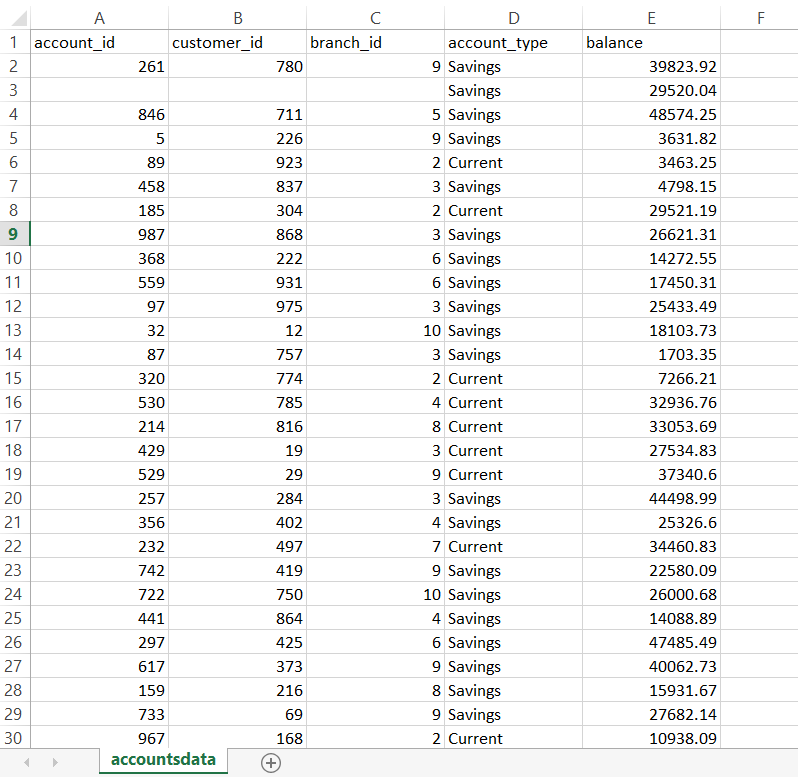 A B C D E F
1 account_id customer_id branch_id account_type balance
2 261 780 9 Savings 39823.92
3 Savings 29520.04
4 846 711 5 Savings 48574.25
5 5 226 9 Savings 3631.82
6 89 923 2 Current 3463.25
7 458 837 3 Savings 4798.15
8 185 304 2 Current 29521.19
9 987 868 3 Savings 26621.31
10 368 222 6 Savings 14272.55
11 559 931 6 Savings 17450.31
12 97 975 3 Savings 25433.49
13 32 12 10 Savings 18103.73
14 87 757 3 Savings 1703.35
15 320 774 2 Current 7266.21
16 530 785 4 Current 32936.76
17 214 816 8 Current 33053.69
18 429 19 3 Current 27534.83
19 529 29 9 Current 37340.6
20 257 284 3 Savings 44498.99
21 356 402 4 Savings 25326.6
22 232 497 7 Current 34460.83
23 742 419 9 Savings 22580.09
24 722 750 10 Savings 26000.68
25 441 864 4 Savings 14088.89
26 297 425 6 Savings 47485.49
27 617 373 9 Savings 40062.73
28 159 216 8 Savings 15931.67
29 733 69 9 Savings 27682.14
30 967 168 2 Current 10938.09
accountsdata